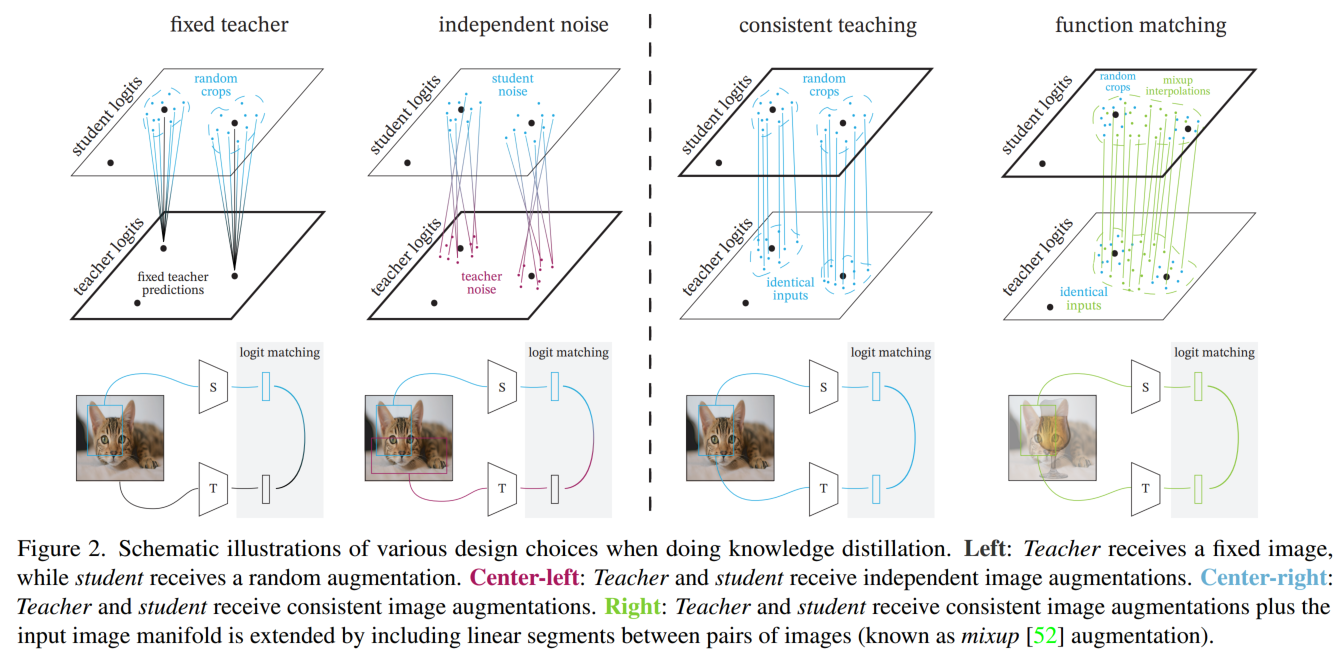 fixed teacher
independent noise
consistent teaching
function matching
student logits
random
crops
teacher logits
fixed teacher
predictions
student logits
student
noise
teacher logits
teacher
noise
student logits
random
crops
teacher logits
identical
inputs
student logits
random
crops
mixup
interpolations
teacher logits
identical
inputs
logit matching
S
T
logit matching
S
T
logit matching
S
T
logit matching
S
T
Figure 2. Schematic illustrations of various design choices when doing knowledge distillation. Left: Teacher receives a fixed image,
while student receives a random augmentation. Center-left: Teacher and student receive independent image augmentations. Center-right:
Teacher and student receive consistent image augmentations. Right: Teacher and student receive consistent image augmentations plus the
input image manifold is extended by including linear segments between pairs of images (known as mixup [52] augmentation).